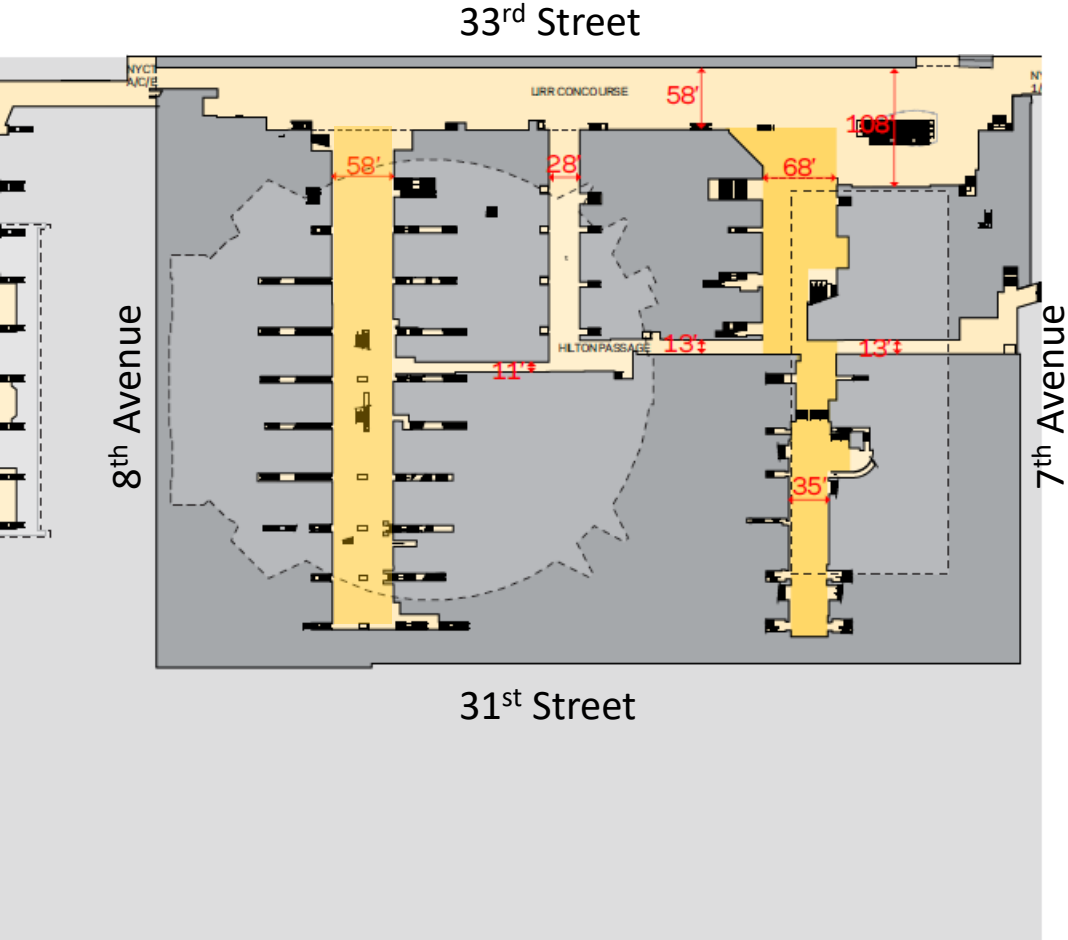 33rd Street
NYCT
A/C/E
LIRR CONCOURSE
58'
108'
58'
28'
68'
8th Avenue
HILTON PASSAGE
13'
13'
11'
7th Avenue
35'
31st Street